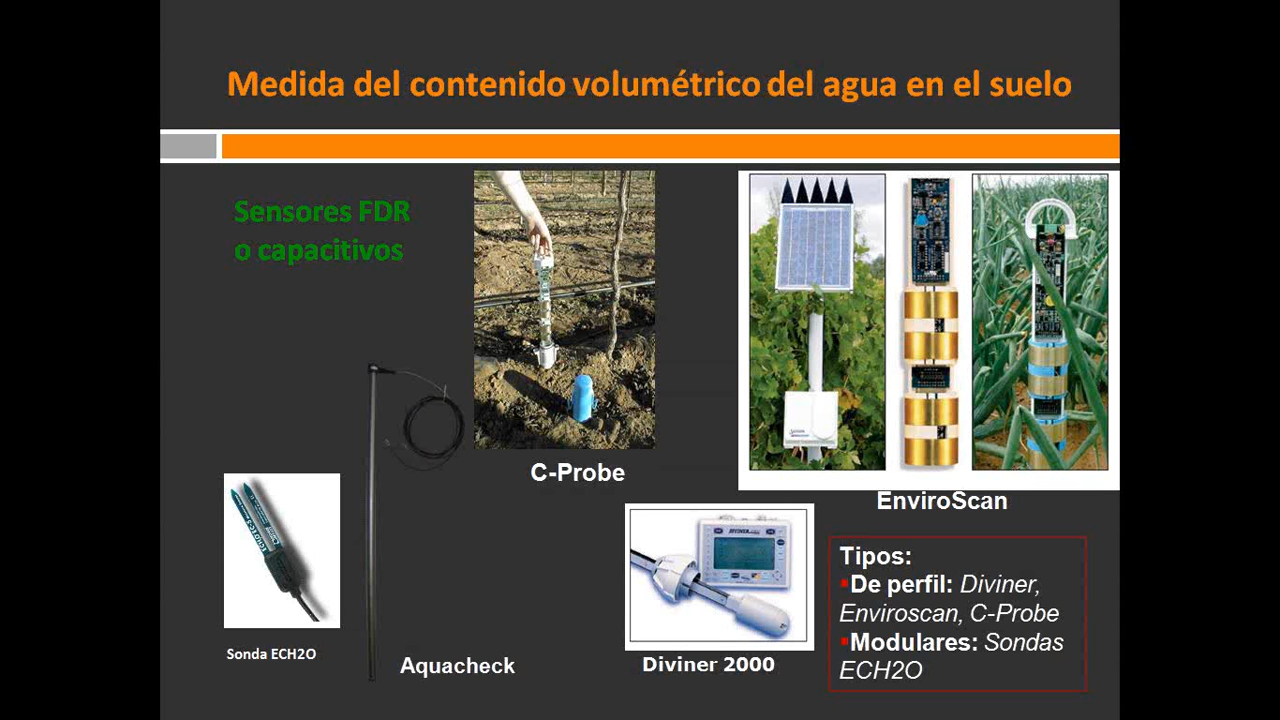 Medida del contenido volumétrico del agua en el suelo
Sensores FDR
o capacitivos
C-Probe
EnviroScan
Sonda ECH2O
Aquacheck
DIVINER
Diviner 2000
Tipos:
▪De perfil: Diviner,
Enviroscan, C-Probe
▪Modulares: Sondas
ECH2O